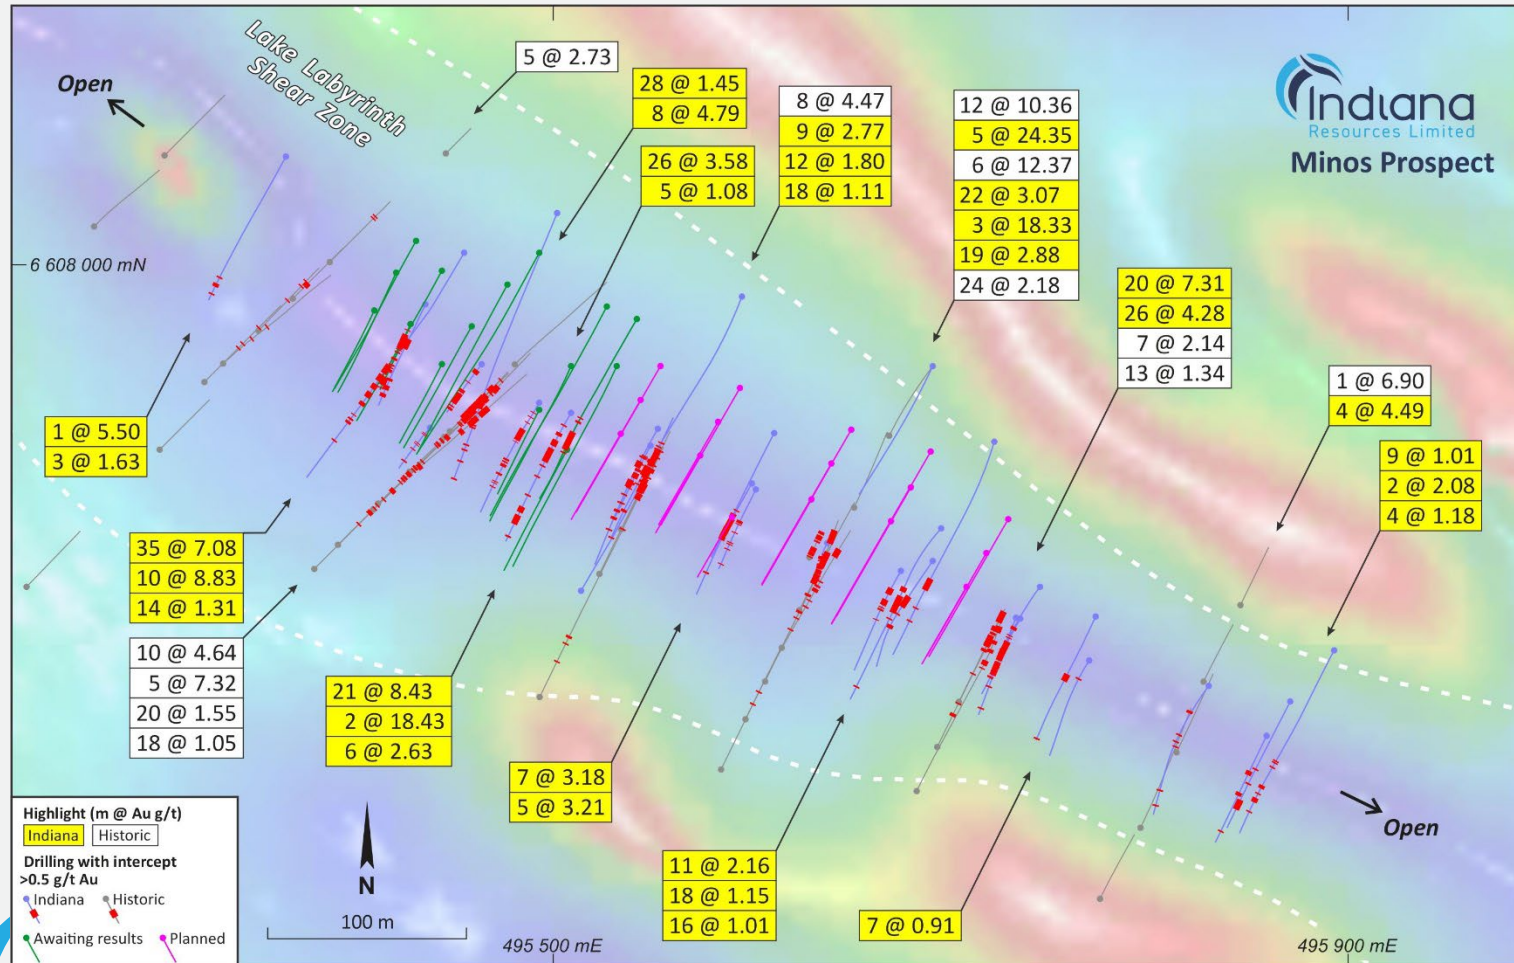 Lake Labyrinth
Shear Zone
5 @ 2.73
Open
28 @ 1.45
8 @ 4.79
8 @ 4.47
9 @ 2.77
12 @ 1.80
18 @ 1.11
12 @ 10.36
5 @ 24.35
6 @ 12.37
22 @ 3.07
3 @ 18.33
19 @ 2.88
24 @ 2.18
Indiana
Resources Limited
Minos Prospect
26 @ 3.58
5 @ 1.08
6 608 000 mN
20 @ 7.31
26 @ 4.28
7 @ 2.14
13 @ 1.34
1 @ 6.90
4 @ 4.49
1 @ 5.50
3 @ 1.63
9 @ 1.01
2 @ 2.08
4 @ 1.18
35 @ 7.08
10 @ 8.83
14 @ 1.31
10 @ 4.64
5 @ 7.32
20 @ 1.55
18 @ 1.05
21 @ 8.43
2 @ 18.43
6 @ 2.63
7 @ 3.18
5 @ 3.21
Open
11 @ 2.16
18 @ 1.15
16 @ 1.01
7 @ 0.91
Highlight (m @ Au g/t)
Indiana Historic
Drilling with intercept
>0.5 g/t Au
Indiana Historic
Awaiting results Planned
N
100 m
495 500 mE
495 900 mE